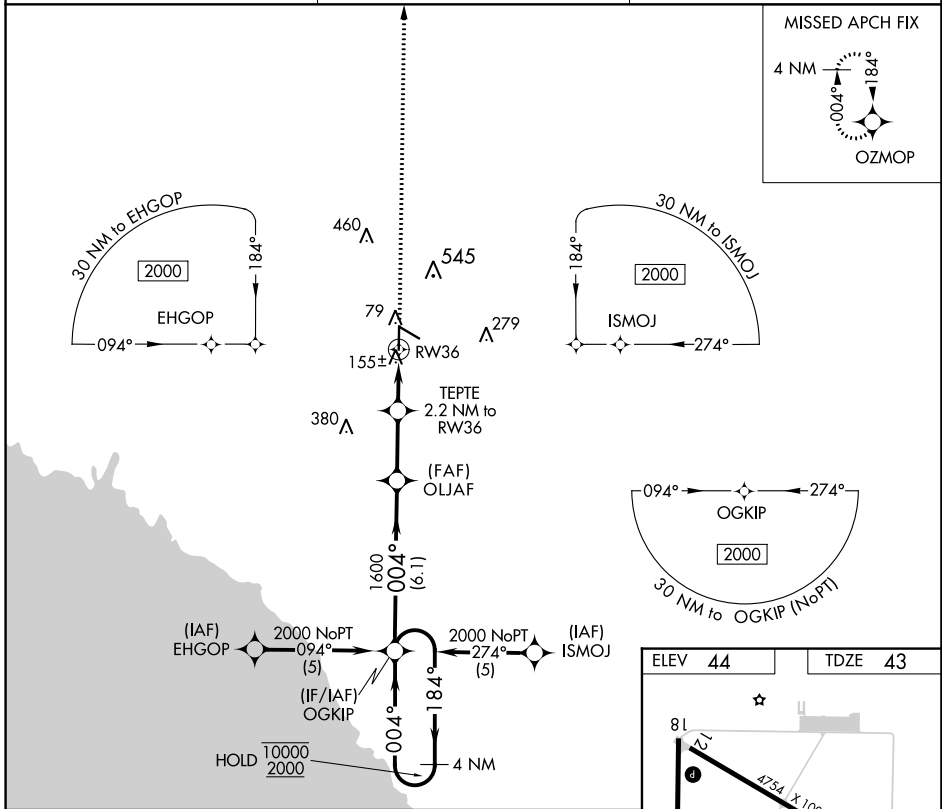 MISSED APCH FIX
4 NM
004°
184°
OZMOP
30 NM to EHGOP
2000
184°
EHGOP
094°
460
545
79
279
155±
RW36
30 NM to ISMOJ
184°
2000
ISMOJ
274°
TEPTE
2.2 NM to
RW36
380
(FAF)
OLJAF
094°
274°
OGKIP
2000
30 NM to OGKIP (NoPT)
1600
004°
(6.1)
(IAF)
EHGOP
2000 NoPT
094°
(5)
2000 NoPT
274°
(5)
(IAF)
ISMOJ
(IF/IAF)
OGKIP
004°
184°
HOLD
10000
2000
4 NM
ELEV 44
TDZE 43
18
12
P
4754 X 100